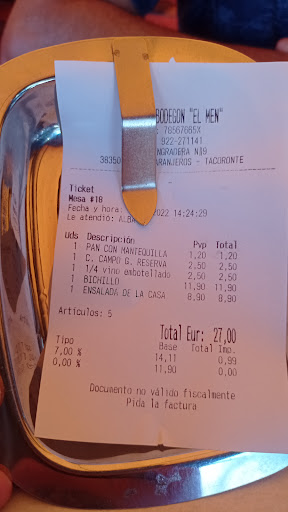 BODEGON "EL MEN"
: 78567665X
922-271141
NGRADERA Nº9
38350 ARANJEROS - TACORONTE
Ticket
Mesa #18
Fecha y hora: 2022 14:24:29
Le atendió: ALBA
Uds Descripción Pvp Total
1 PAN CON MANTEQUILLA 1,20 1,20
1 C. CAMPO G. RESERVA 2,50 2,50
1 1/4 vino embotellado 2,50 2,50
1 BICHILLO 11,90 11,90
1 ENSALADA DE LA CASA 8,90 8,90
Artículos: 5
Total Eur: 27,00
Tipo Base Total Imp.
7,00 % 14,11 0,99
0,00 % 11,90 0,00
Documento no válido fiscalmente
Pida la factura